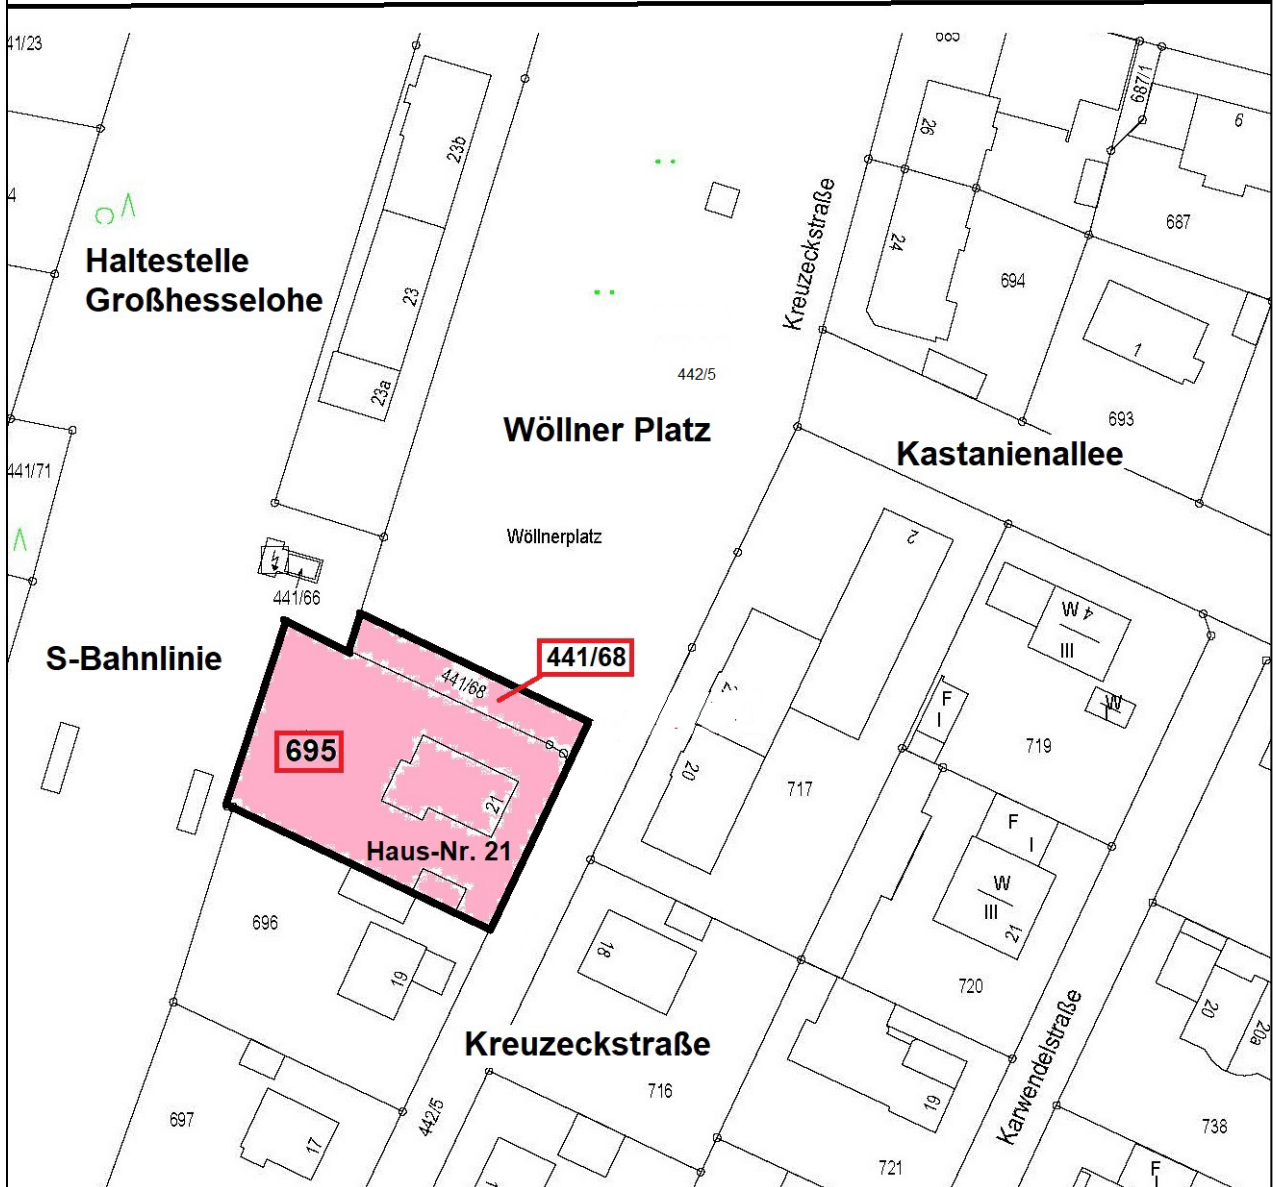 41/23
685
687/1
6
26
23b
4
Kreuzeckstraße
687
24
Haltestelle
Großhesselohe
694
23
1
442/5
23a
693
Wöllner Platz
Kastanienallee
441/71
Wöllnerplatz
2
441/66
W 4
III
S-Bahnlinie
441/68
441/68
F
I
W
I
695
719
20
717
21
F
I
Haus-Nr. 21
W
III
21
696
18
19
720
20
20a
Kreuzeckstraße
Karwendelstraße
716
442/5
19
697
17
738
721
F
I